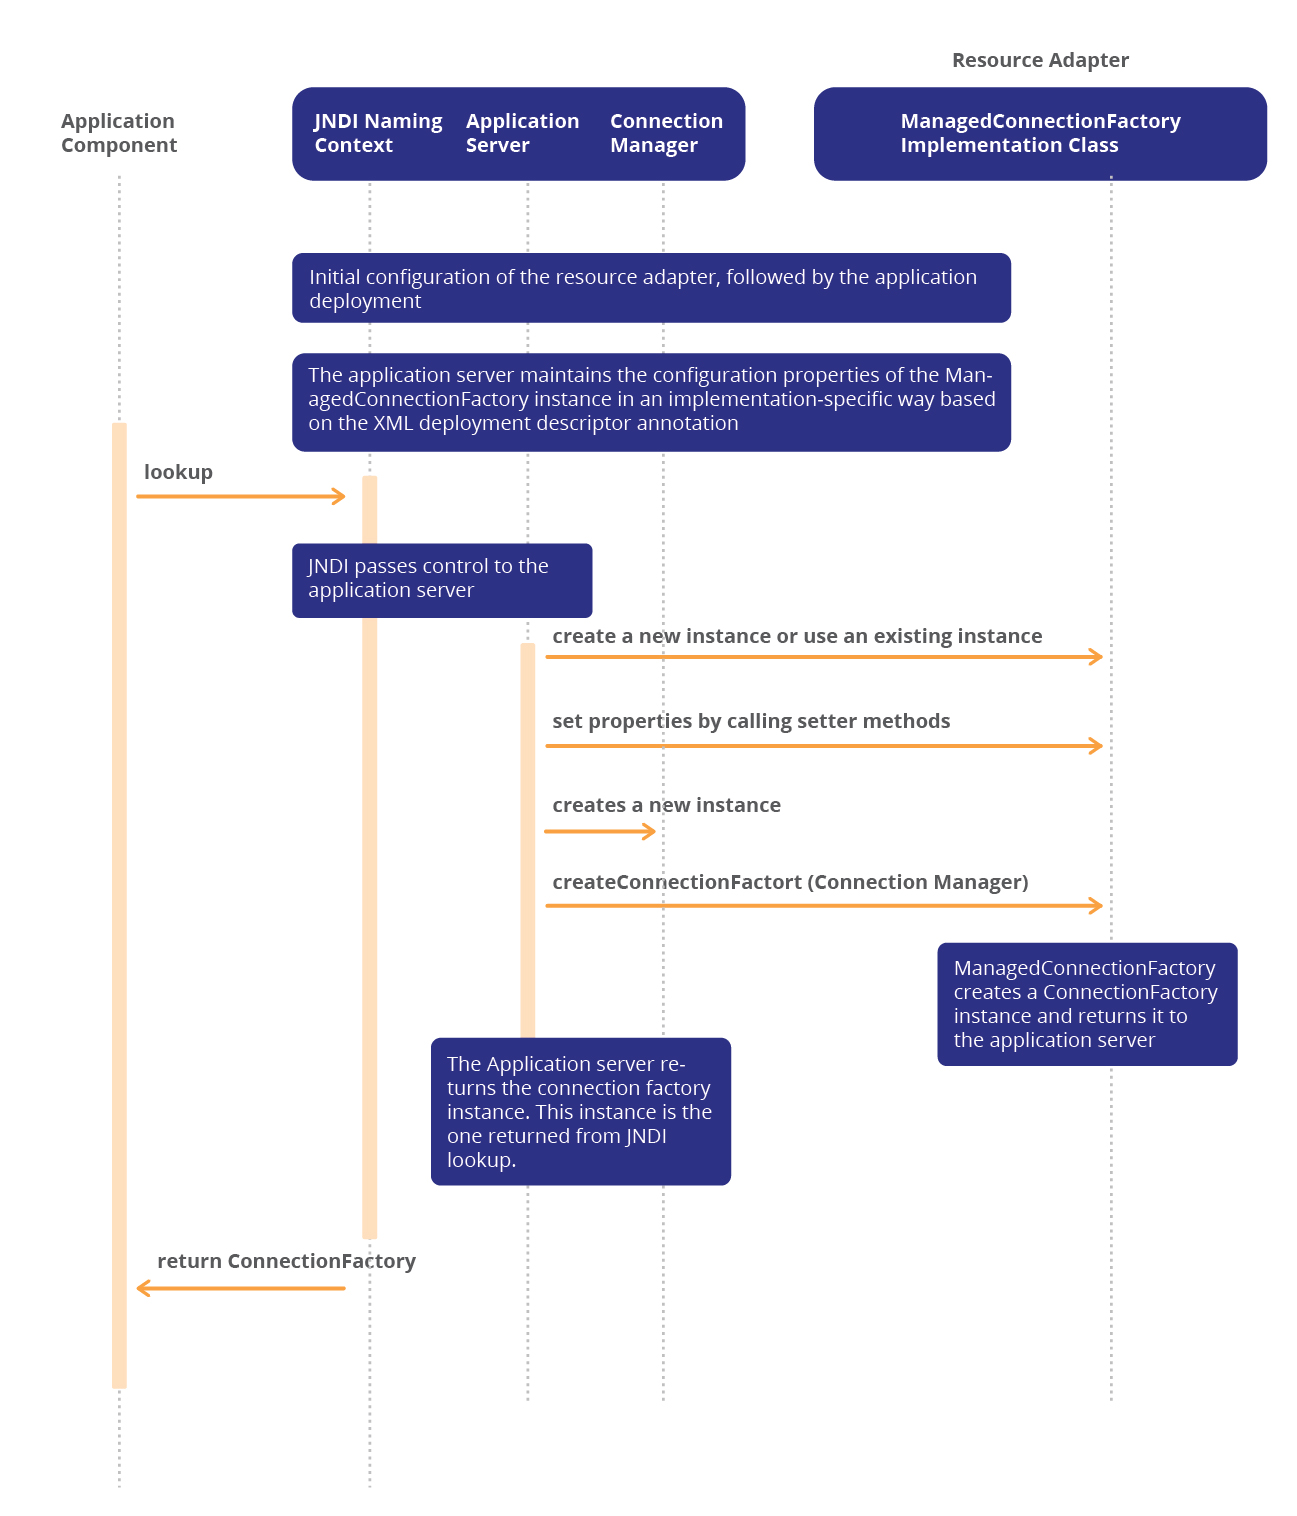 Resource Adapter
Application
Component
JNDI Naming
Context
Application
Server
Connection
Manager
ManagedConnectionFactory
Implementation Class
Initial configuration of the resource adapter, followed by the application
deployment
The application server maintains the configuration properties of the Man-
agedConnectionFactory instance in an implementation-specific way based
on the XML deployment descriptor annotation
lookup
JNDI passes control to the
application server
create a new instance or use an existing instance
set properties by calling setter methods
creates a new instance
createConnectionFactort (Connection Manager)
ManagedConnectionFactory
creates a ConnectionFactory
instance and returns it to
the application server
The Application server re-
turns the connection factory
instance. This instance is the
one returned from JNDI
lookup.
return ConnectionFactory